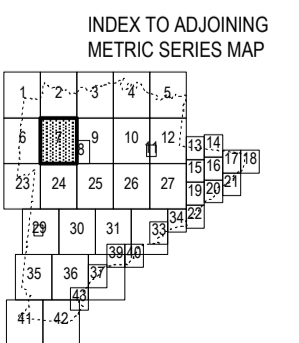 INDEX TO ADJOINING
METRIC SERIES MAP
1 2 3 4 5
6 7 8 9 10 11 12
13 14
15 16 17 18
23 24 25 26 27
19 20 21
22
29 30 31 33 34
35 36 37 39 40
43
41 42